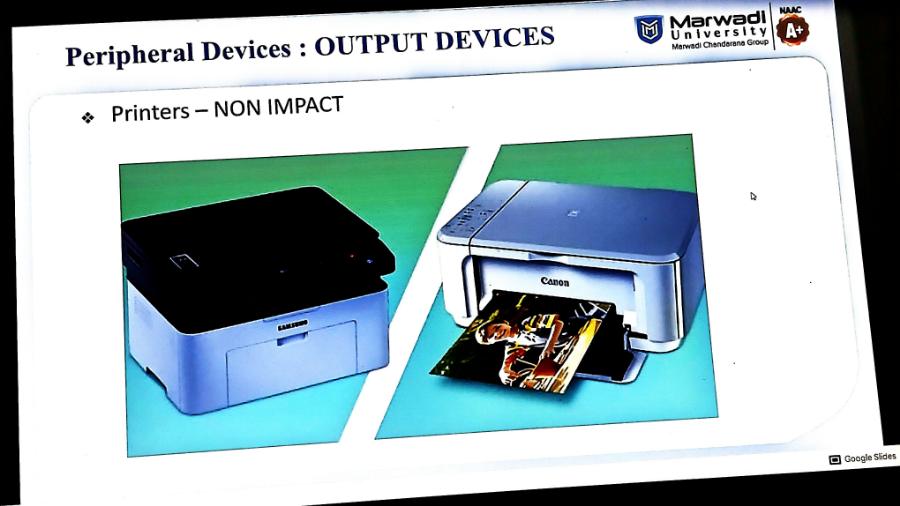 Peripheral Devices : OUTPUT DEVICES
Marwadi
University
Marwadi Chandarana Group
NAAC
A+
❖ Printers – NON IMPACT
SAMSUNG
Canon
Google Slides